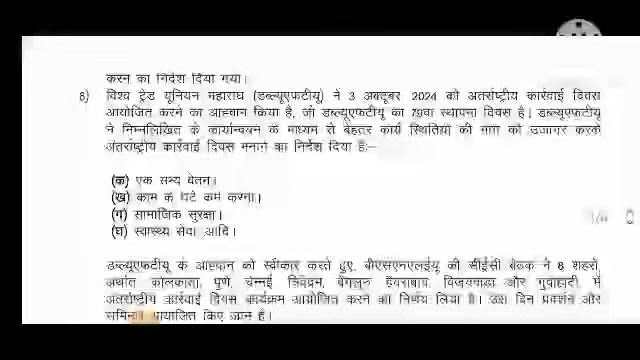 करने का निर्देश दिया गया।
8) विश्व ट्रेड यूनियन महासंघ (डब्ल्यूएफटीयू) ने 3 अक्टूबर 2024 को अंतर्राष्ट्रीय कार्रवाई दिवस
आयोजित करने का आह्वान किया है, जो डब्ल्यूएफटीयू का 79वां स्थापना दिवस है। डब्ल्यूएफटीयू
ने निम्नलिखित के कार्यान्वयन के माध्यम से बेहतर कार्य स्थितियों की मांग को उजागर करके
अंतर्राष्ट्रीय कार्रवाई दिवस मनाने का निर्देश दिया है:–
(क) एक सभ्य वेतन।
(ख) काम के घंटे कम करना।
(ग) सामाजिक सुरक्षा।
(घ) स्वास्थ्य सेवा आदि।
डब्ल्यूएफटीयू के आह्वान को स्वीकार करते हुए, बीएसएनएलईयू की सीईसी बैठक ने 8 शहरों,
अर्थात कोलकाता, पुणे, चेन्नई, त्रिवेंद्रम, बेंगलुरु, हैदराबाद, विजयवाड़ा और गुवाहाटी में
अंतर्राष्ट्रीय कार्रवाई दिवस कार्यक्रम आयोजित करने का निर्णय लिया है। उस दिन प्रदर्शन और
आयोजित किए जाने हैं।